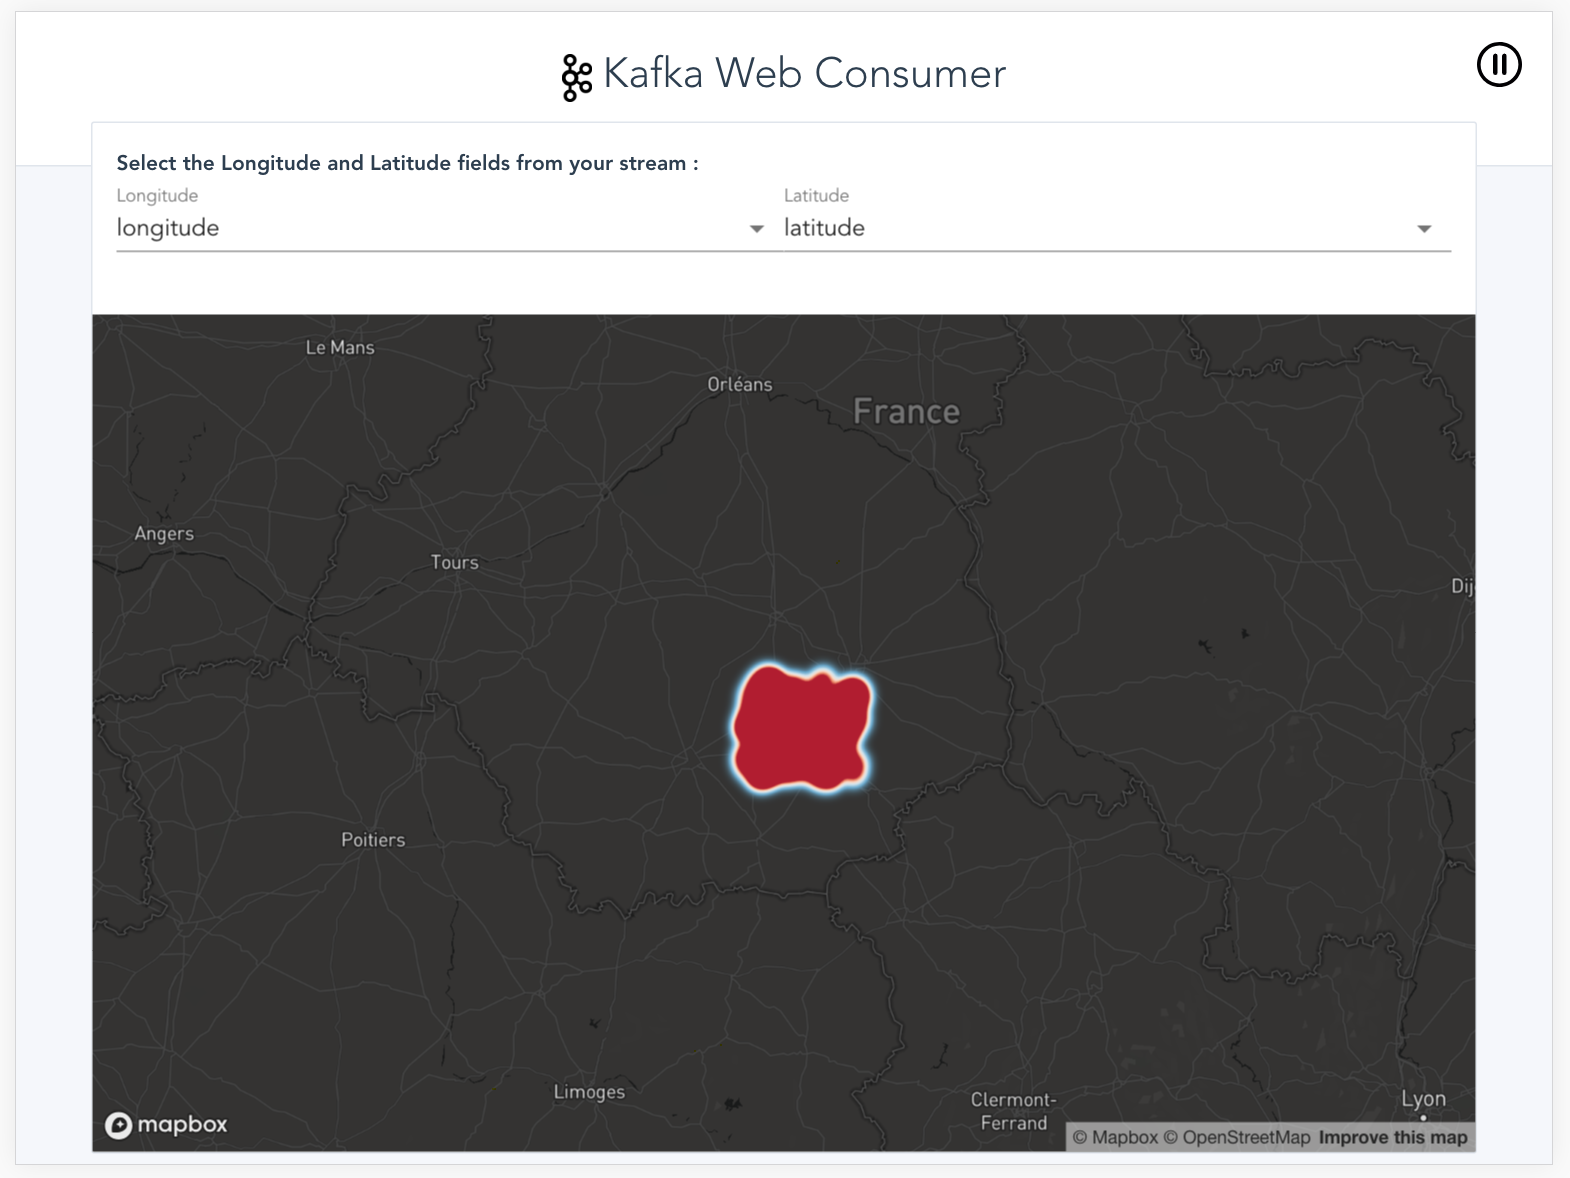 Kafka Web Consumer
Select the Longitude and Latitude fields from your stream :
Longitude
Latitude
longitude
latitude
Le Mans
Orléans
France
Angers
Tours
Dij
Poitiers
Limoges
Clermont-
Ferrand
Lyon
mapbox
© Mapbox © OpenStreetMap Improve this map